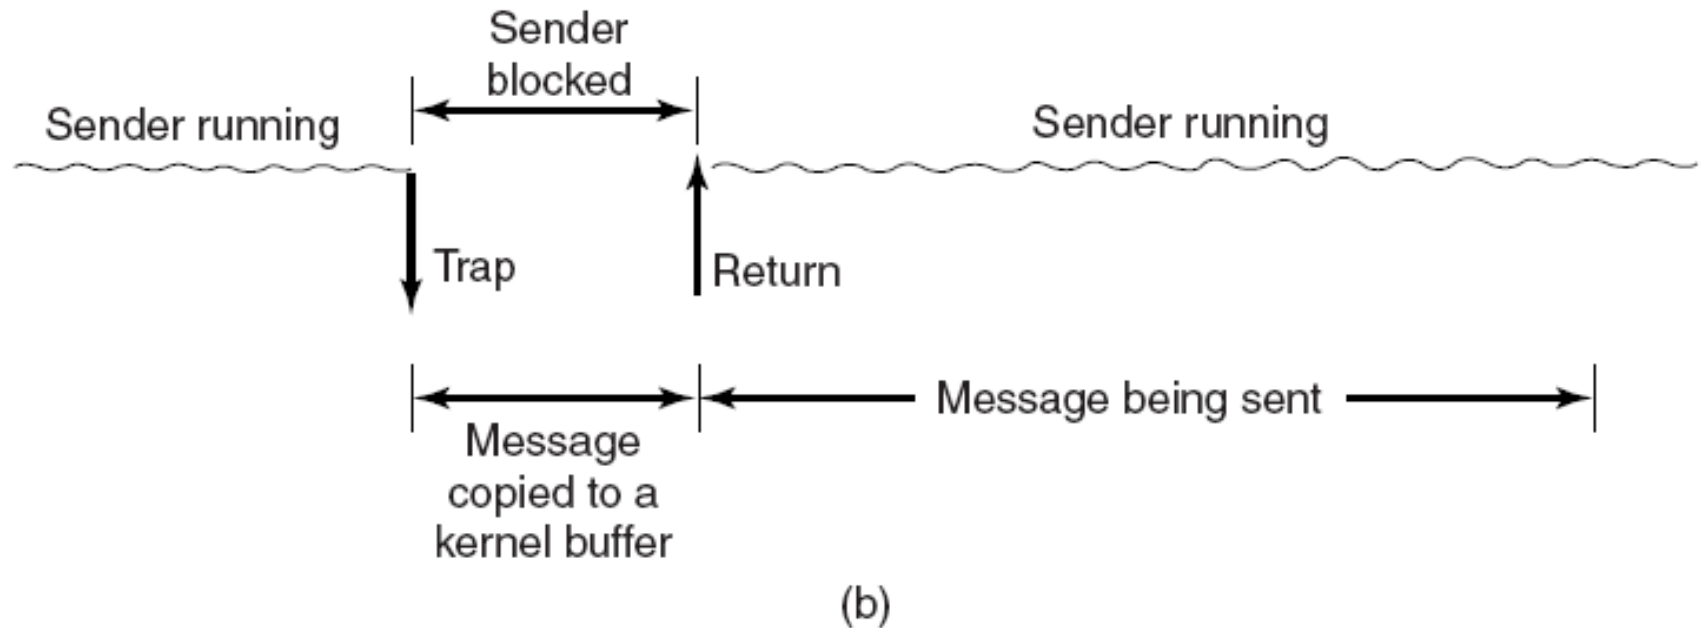 Sender
blocked
Sender running
Sender running
Trap
Return
Message being sent
Message
copied to a
kernel buffer
(b)